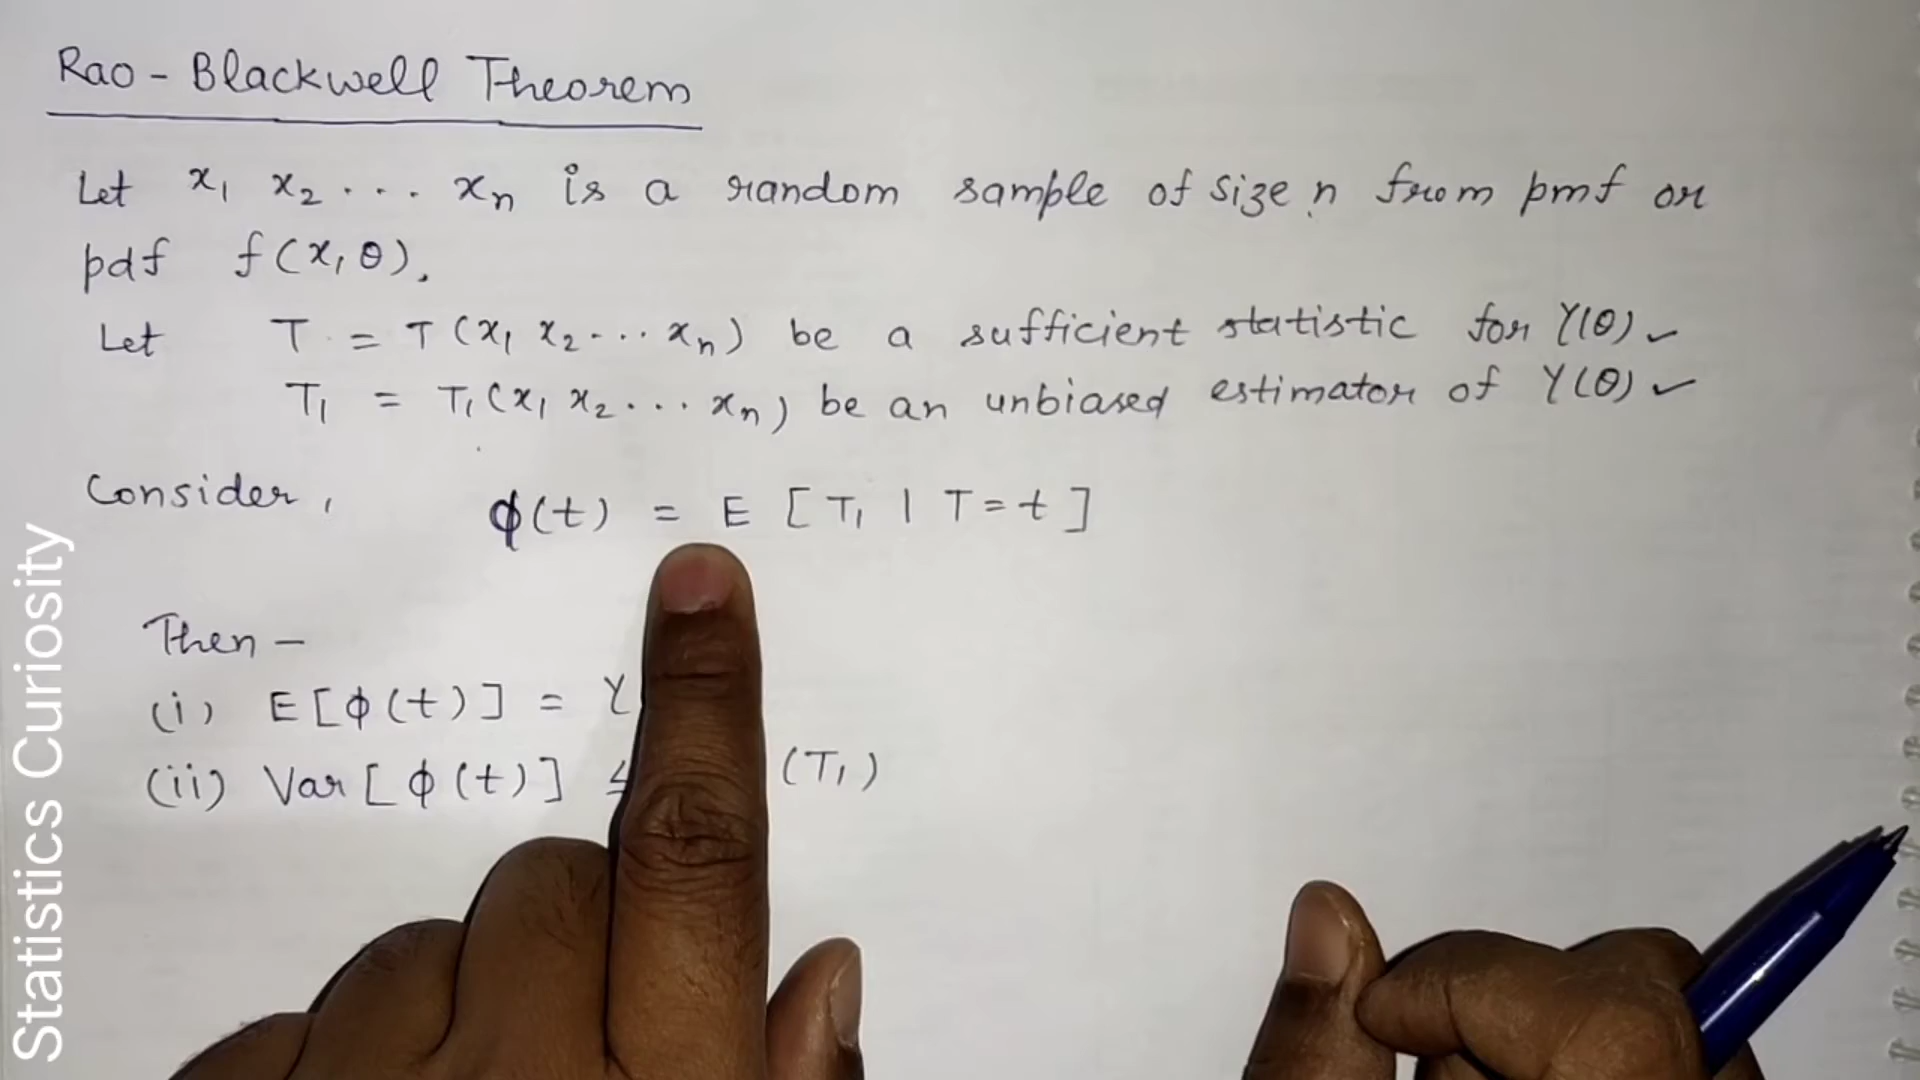 Rao - Blackwell Theorem
Let x₁ x₂ . . . xₙ is a random sample of size n from pmf or
pdf f(x, θ).
Let T = T(x₁ x₂ . . . xₙ) be a sufficient statistic for γ(θ) ✓
T₁ = T₁(x₁ x₂ . . . xₙ) be an unbiased estimator of γ(θ) ✓
Consider, ϕ(t) = E [ T₁ | T = t ]
Then -
(i) E[ϕ(t)] = γ
(ii) Var[ϕ(t)] ≤ (T₁)
Statistics Curiosity